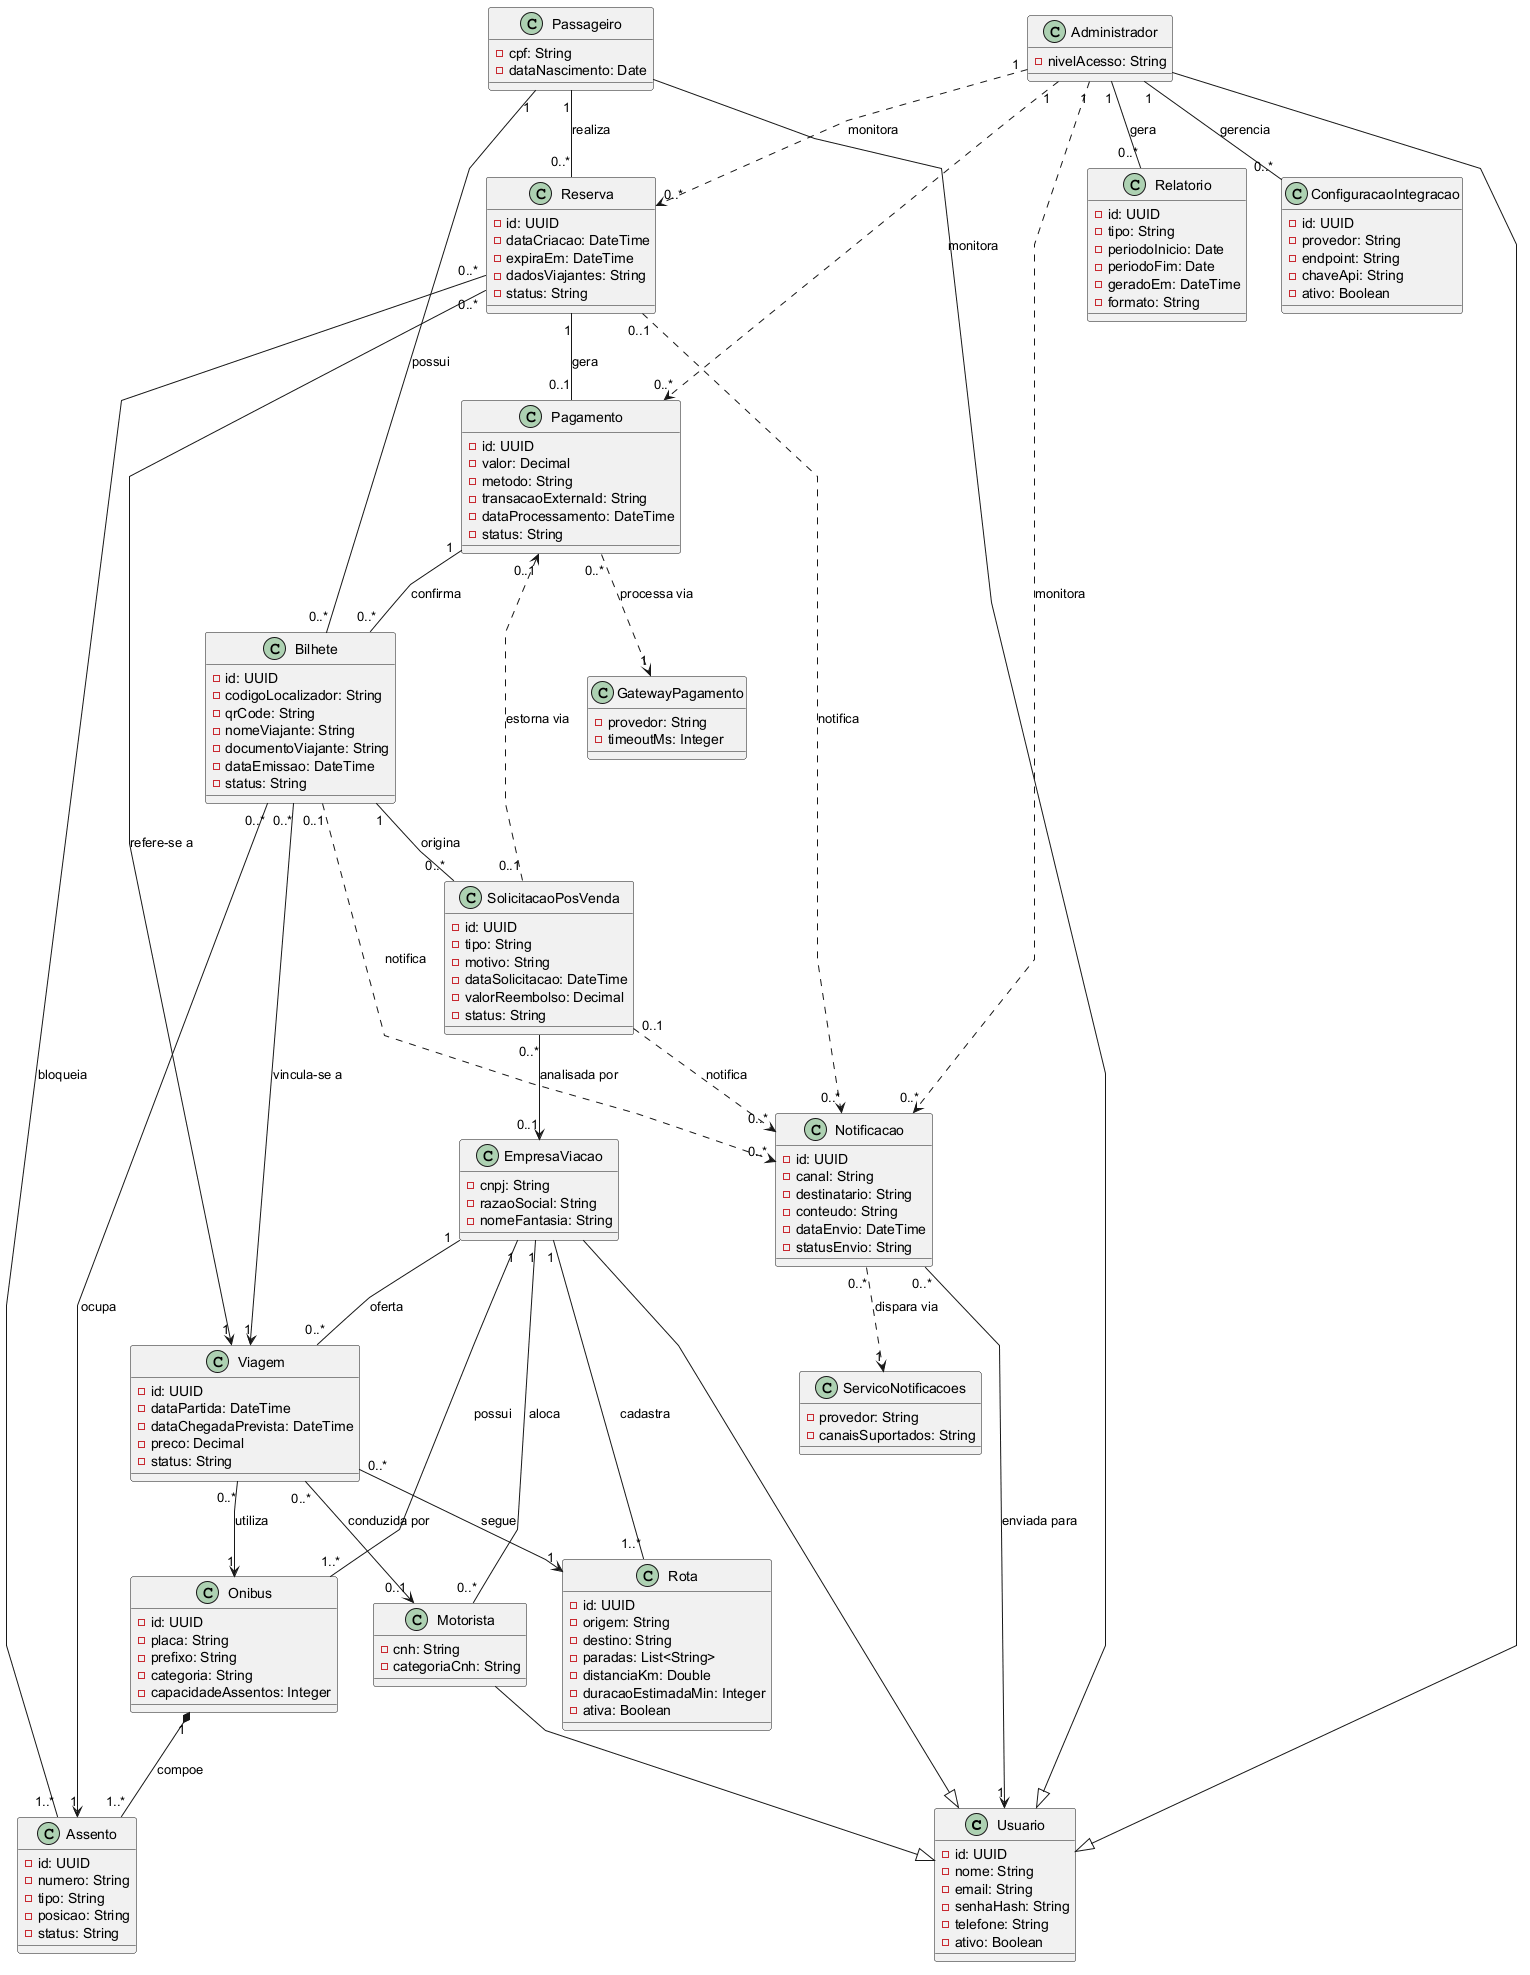 Passageiro
cpf: String
dataNascimento: Date
Administrador
nivelAcesso: String
1
1
1
1
1
1
1
realiza
monitora
gera
gerencia
0..*
0..*
0..*
0..*
Reserva
id: UUID
dataCriacao: DateTime
expiraEm: DateTime
dadosViajantes: String
status: String
Relatorio
id: UUID
tipo: String
periodoInicio: Date
periodoFim: Date
geradoEm: DateTime
formato: String
ConfiguracaoIntegracao
id: UUID
provedor: String
endpoint: String
chaveApi: String
ativo: Boolean
monitora
0..*
0..*
1
0..1
possui
gera
0..1
0..*
Pagamento
id: UUID
valor: Decimal
metodo: String
transacaoExternaId: String
dataProcessamento: DateTime
status: String
1
0..1
0..*
confirma
processa via
monitora
0..*
0..*
1
Bilhete
id: UUID
codigoLocalizador: String
qrCode: String
nomeViajante: String
documentoViajante: String
dataEmissao: DateTime
status: String
GatewayPagamento
provedor: String
timeoutMs: Integer
estorna via
notifica
0..*
0..*
0..1
1
refere-se a
origina
0..*
0..1
SolicitacaoPosVenda
id: UUID
tipo: String
motivo: String
dataSolicitacao: DateTime
valorReembolso: Decimal
status: String
notifica
0..*
0..1
bloqueia
vincula-se a
analisada por
notifica
0..1
0..*
0..*
0..*
0..*
EmpresaViacao
cnpj: String
razaoSocial: String
nomeFantasia: String
Notificacao
id: UUID
canal: String
destinatario: String
conteudo: String
dataEnvio: DateTime
statusEnvio: String
1
1
1
1
0..*
0..*
ocupa
oferta
dispara via
1
1
0..*
1
Viagem
id: UUID
dataPartida: DateTime
dataChegadaPrevista: DateTime
preco: Decimal
status: String
ServicoNotificacoes
provedor: String
canaisSuportados: String
possui
aloca
cadastra
0..*
0..*
0..*
utiliza
conduzida por
segue
enviada para
1
1..*
0..1
0..*
1
1..*
Onibus
id: UUID
placa: String
prefixo: String
categoria: String
capacidadeAssentos: Integer
Motorista
cnh: String
categoriaCnh: String
Rota
id: UUID
origem: String
destino: String
paradas: List<String>
distanciaKm: Double
duracaoEstimadaMin: Integer
ativa: Boolean
1
compoe
1..*
1
1..*
1
Assento
id: UUID
numero: String
tipo: String
posicao: String
status: String
Usuario
id: UUID
nome: String
email: String
senhaHash: String
telefone: String
ativo: Boolean